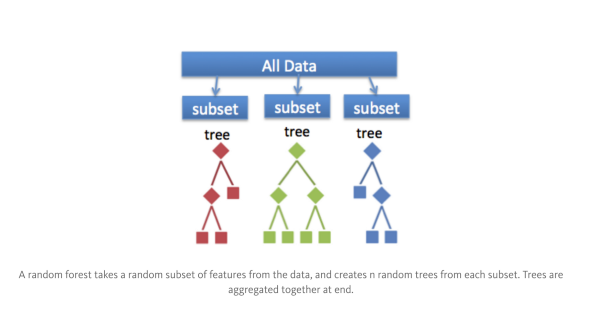 All Data
subset subset subset
tree tree tree
A random forest takes a random subset of features from the data, and creates n random trees from each subset. Trees are
aggregated together at end.